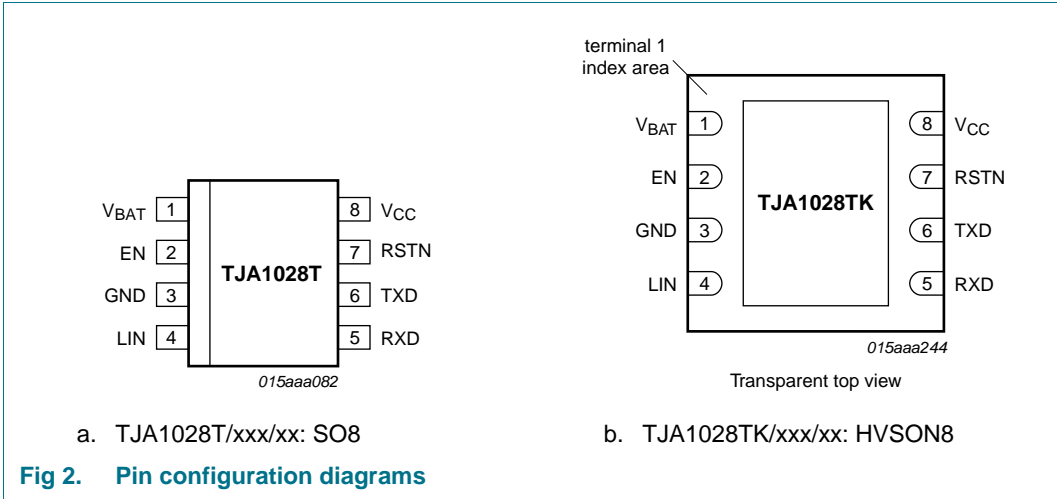 VBAT 1
EN 2
GND 3
LIN 4
TJA1028T
8 VCC
7 RSTN
6 TXD
5 RXD
015aaa082
a. TJA1028T/xxx/xx: SO8
terminal 1
index area
VBAT 1
EN 2
GND 3
LIN 4
TJA1028TK
8 VCC
7 RSTN
6 TXD
5 RXD
015aaa244
Transparent top view
b. TJA1028TK/xxx/xx: HVSON8
Fig 2. Pin configuration diagrams